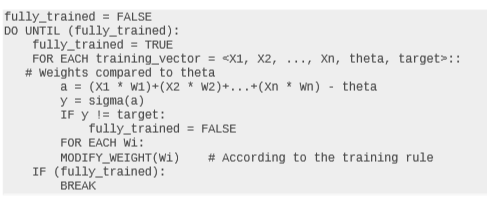 fully_trained = FALSE
DO UNTIL (fully_trained):
    fully_trained = TRUE
    FOR EACH training_vector = <X1, X2, ..., Xn, theta, target>::
   # Weights compared to theta
        a = (X1 * W1)+(X2 * W2)+...+(Xn * Wn) - theta
        y = sigma(a)
        IF y != target:
            fully_trained = FALSE
        FOR EACH Wi:
        MODIFY_WEIGHT(Wi)    # According to the training rule
    IF (fully_trained):
        BREAK